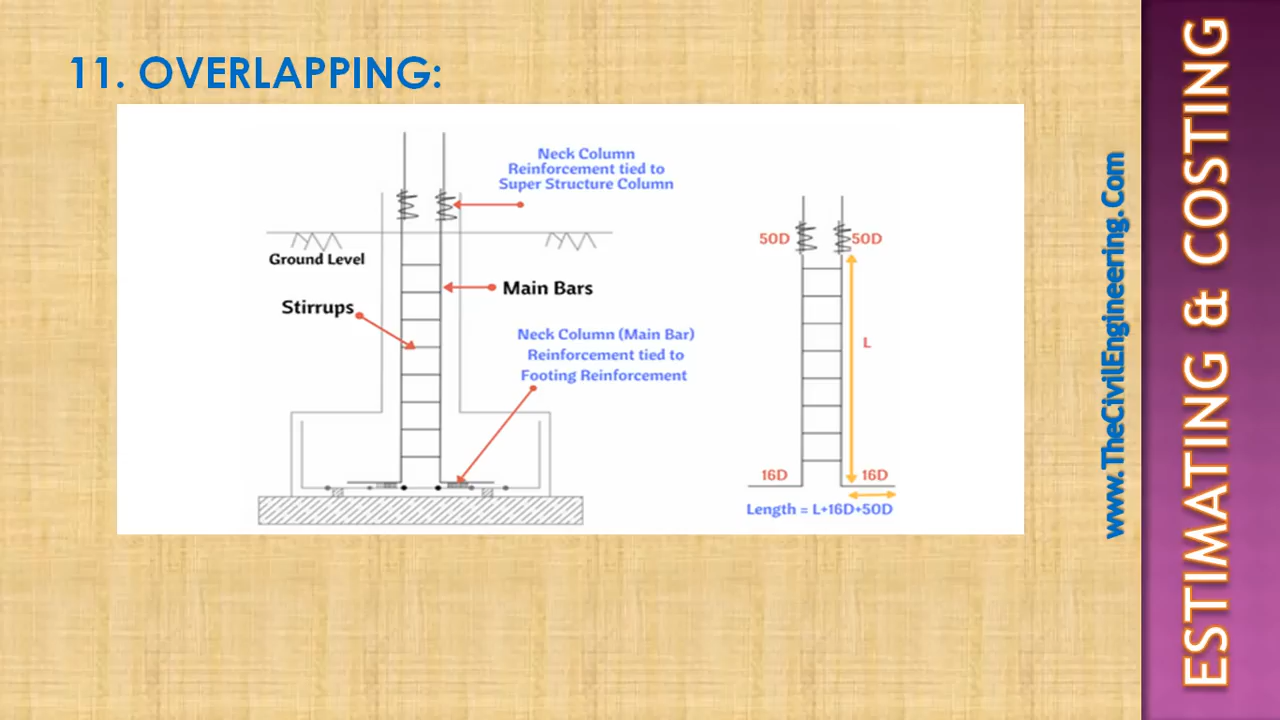 11. OVERLAPPING:
Neck Column
Reinforcement tied to
Super Structure Column
Ground Level
Main Bars
Stirrups
Neck Column (Main Bar)
Reinforcement tied to
Footing Reinforcement
50D
50D
L
16D
16D
Length = L+16D+50D
www.TheCivilEngineering.Com
ESTIMATING & COSTING